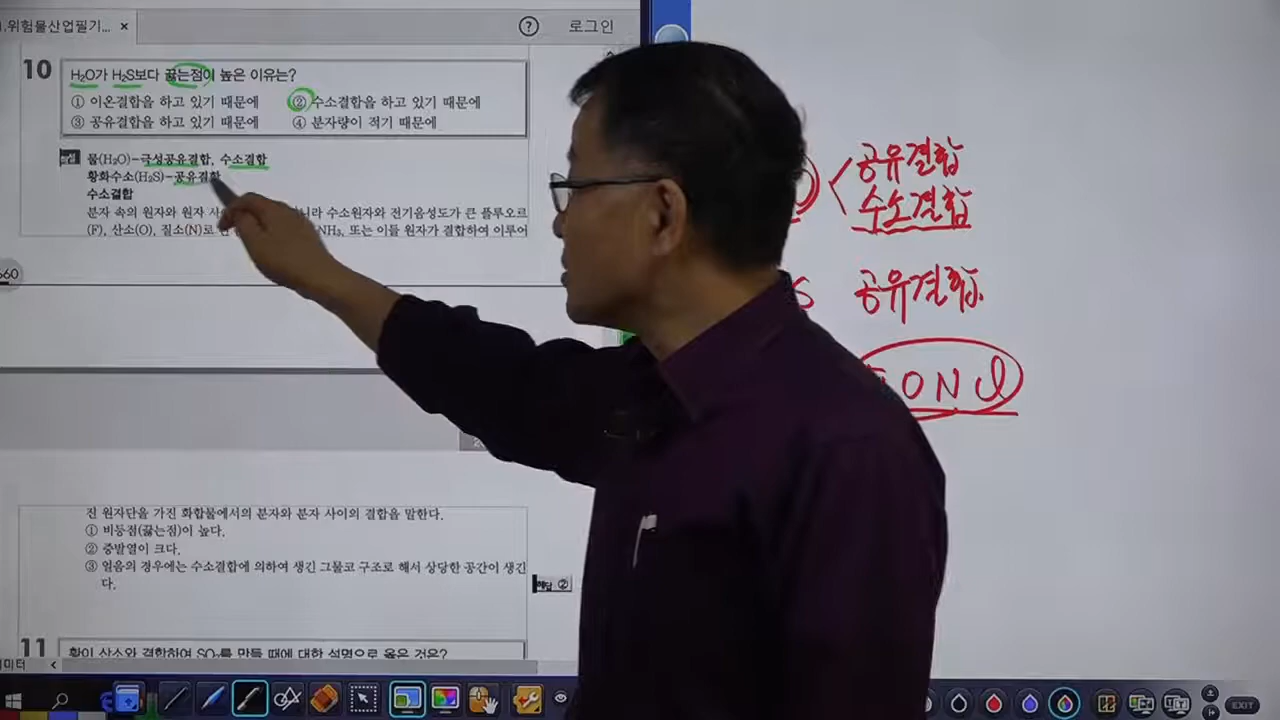 .위험물산업필기... ×
? 로그인
10 H₂O가 H₂S보다 끓는점이 높은 이유는?
① 이온결합을 하고 있기 때문에 ② 수소결합을 하고 있기 때문에
③ 공유결합을 하고 있기 때문에 ④ 분자량이 적기 때문에
물(H₂O)-극성공유결합, 수소결합
황화수소(H₂S)-공유결합
수소결합
분자 속의 원자와 원자 니라 수소원자와 전기음성도가 큰 플루오르
(F), 산소(O), 질소(N)로 NH₃, 또는 이들 원자가 결합하여 이루어
660
전 원자단을 가진 화합물에서의 분자와 분자 사이의 결합을 말한다.
① 비등점(끓는점)이 높다.
② 증발열이 크다.
③ 얼음의 경우에는 수소결합에 의하여 생긴 그물고 구조로 해서 상당한 공간이 생긴
다.
해답 ②
11 황이 산소와 결합하여 SO₂를 만들 때에 대한 설명으로 옳은 것은?
공유결합
수소결합
S 공유결합
O N
EXIT